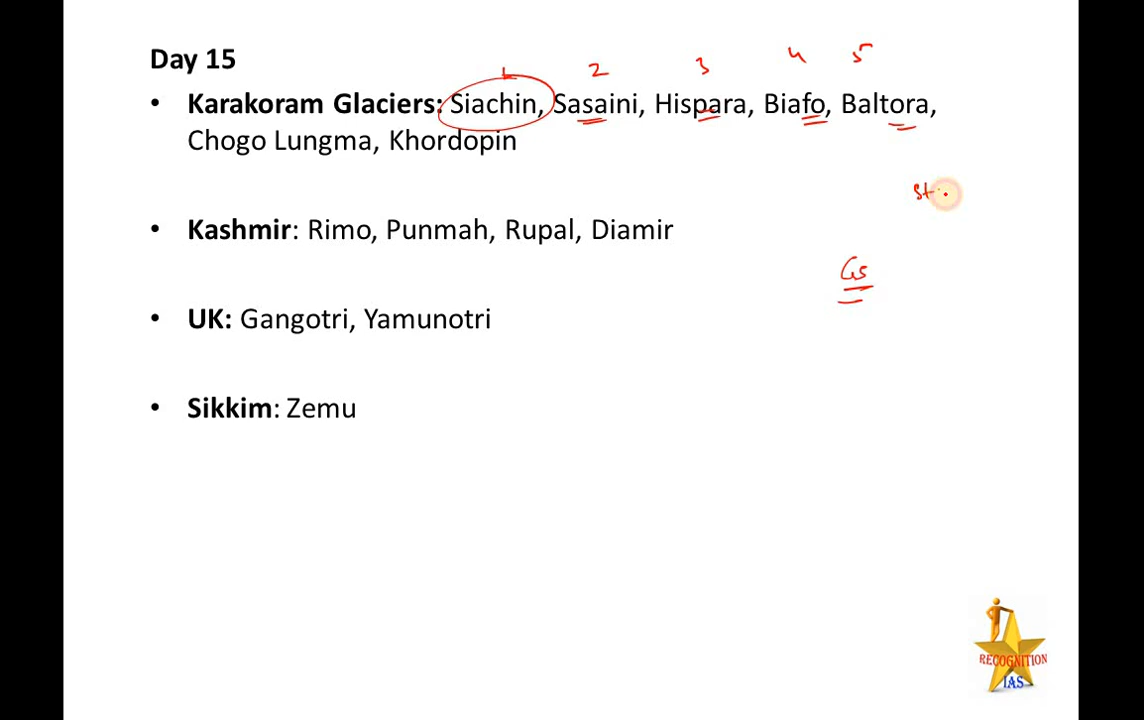 Day 15
1 2 3 4 5
• Karakoram Glaciers: Siachin, Sasaini, Hispara, Biafo, Baltora,
Chogo Lungma, Khordopin
st
• Kashmir: Rimo, Punmah, Rupal, Diamir
GS
• UK: Gangotri, Yamunotri
• Sikkim: Zemu
RECOGNITION
IAS